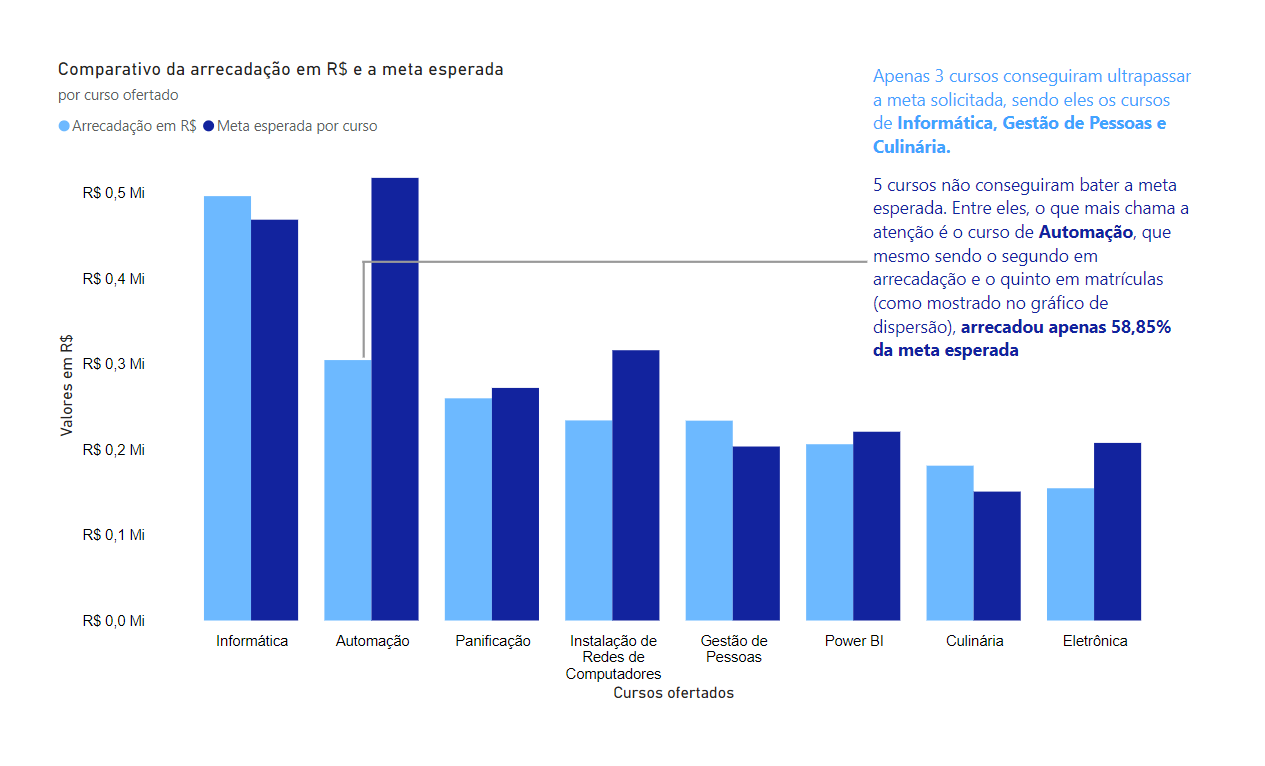 Comparativo da arrecadação em R$ e a meta esperada
por curso ofertado
Arrecadação em R$ Meta esperada por curso
Apenas 3 cursos conseguiram ultrapassar
a meta solicitada, sendo eles os cursos
de Informática, Gestão de Pessoas e
Culinária.
5 cursos não conseguiram bater a meta
esperada. Entre eles, o que mais chama a
atenção é o curso de Automação, que
mesmo sendo o segundo em
arrecadação e o quinto em matrículas
(como mostrado no gráfico de
dispersão), arrecadou apenas 58,85%
da meta esperada
Valores em R$
R$ 0,5 Mi
R$ 0,4 Mi
R$ 0,3 Mi
R$ 0,2 Mi
R$ 0,1 Mi
R$ 0,0 Mi
Informática
Automação
Panificação
Instalação de
Redes de
Computadores
Gestão de
Pessoas
Power BI
Culinária
Eletrônica
Cursos ofertados